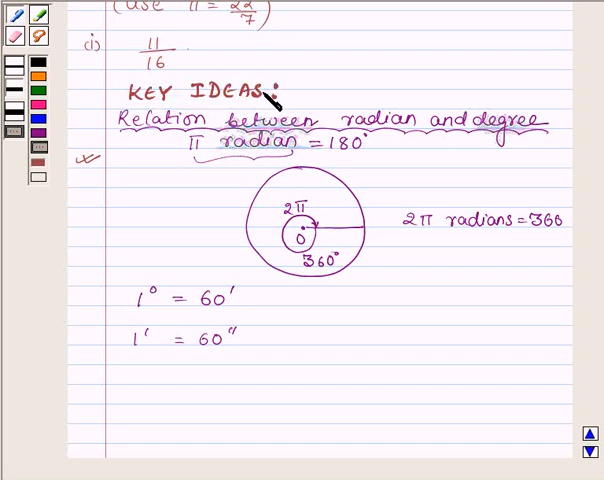 (Use π = 22/7)
(i) 11/16
KEY IDEAS:
Relation between radian and degree
π radian = 180°
2π
0
360°
2π radians = 360
1° = 60'
1' = 60"